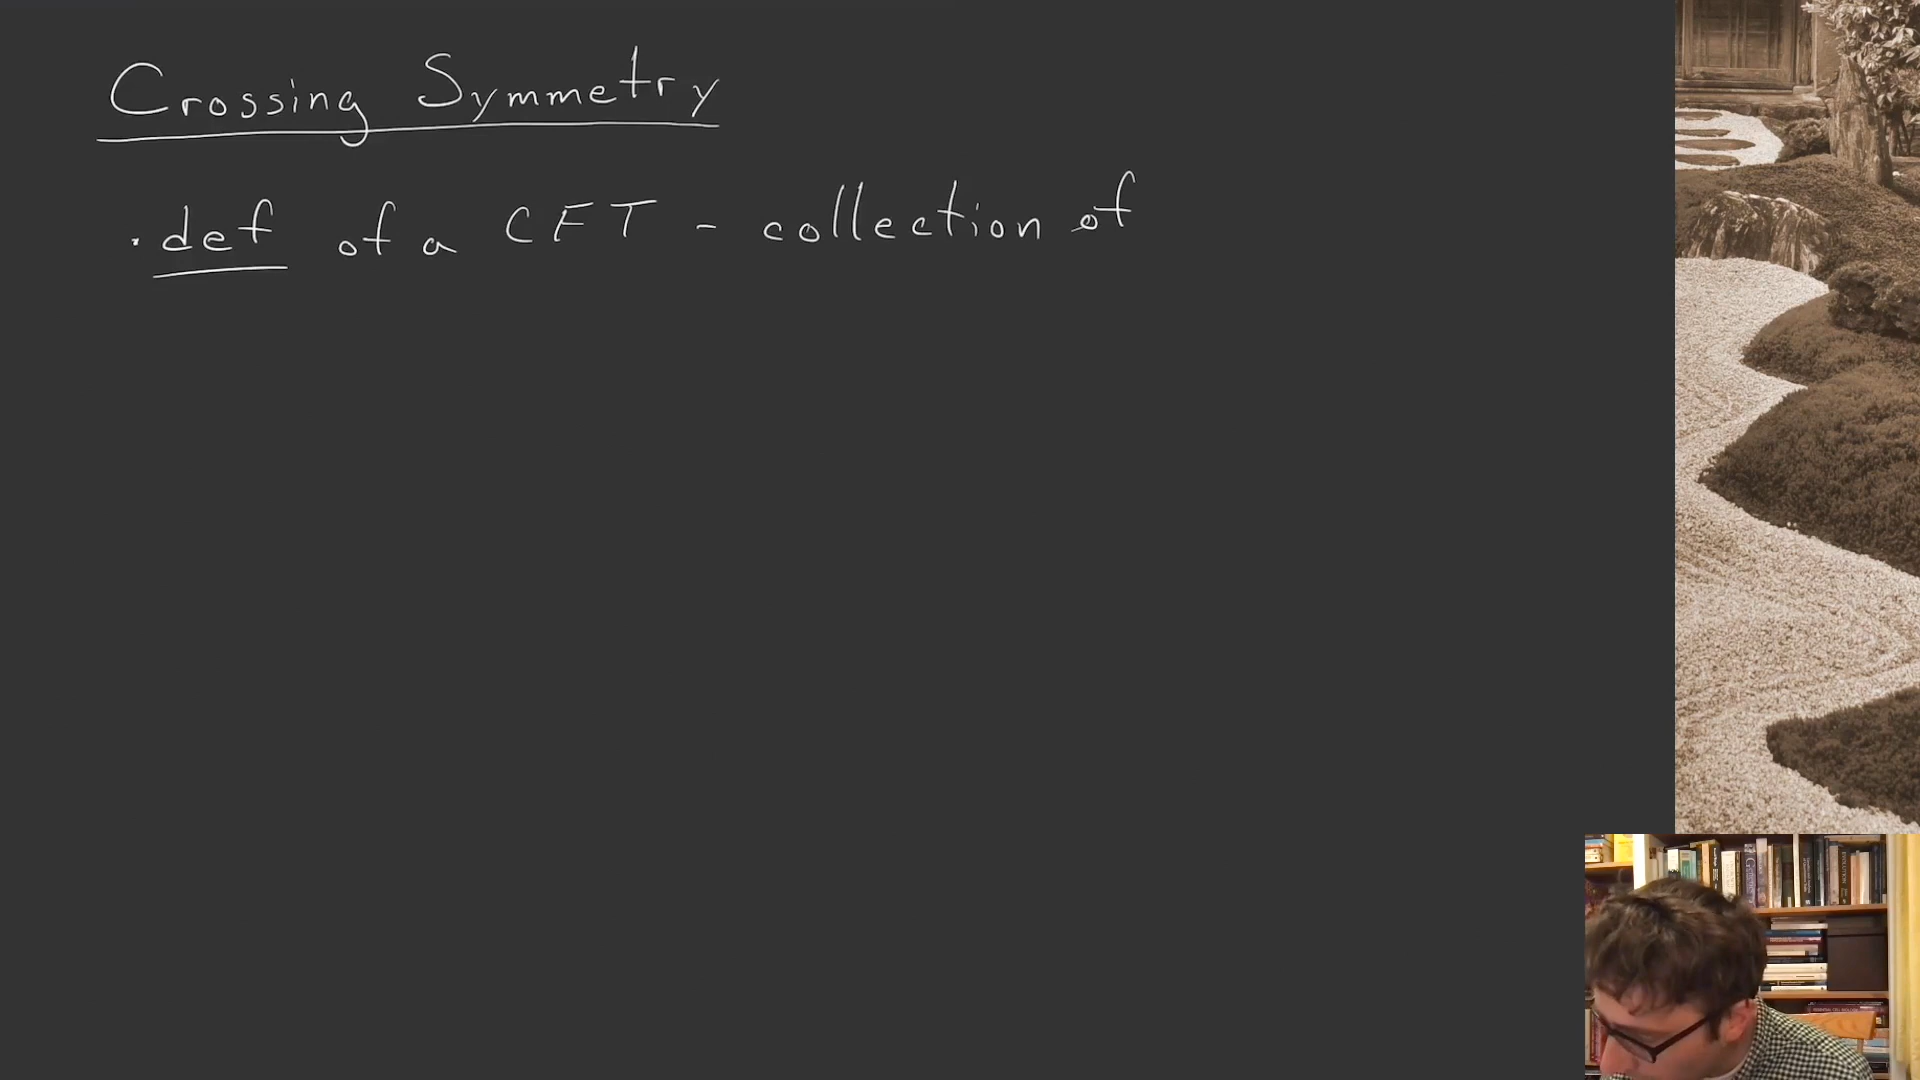 Crossing Symmetry
· def of a CFT - collection of